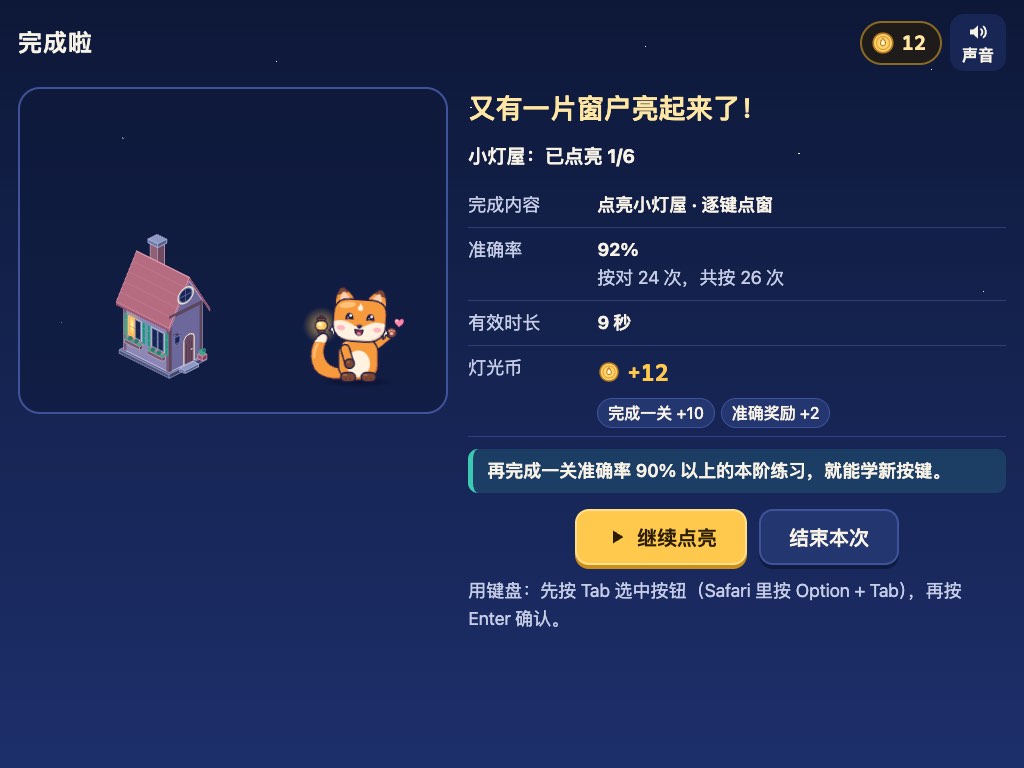 完成啦
12
声音
又有一片窗户亮起来了！
小灯屋：已点亮 1/6
完成内容
点亮小灯屋 · 逐键点窗
准确率
92%
按对 24 次，共按 26 次
有效时长
9 秒
灯光币
+12
完成一关 +10
准确奖励 +2
再完成一关准确率 90% 以上的本阶练习，就能学新按键。
继续点亮
结束本次
用键盘：先按 Tab 选中按钮（Safari 里按 Option + Tab），再按
Enter 确认。